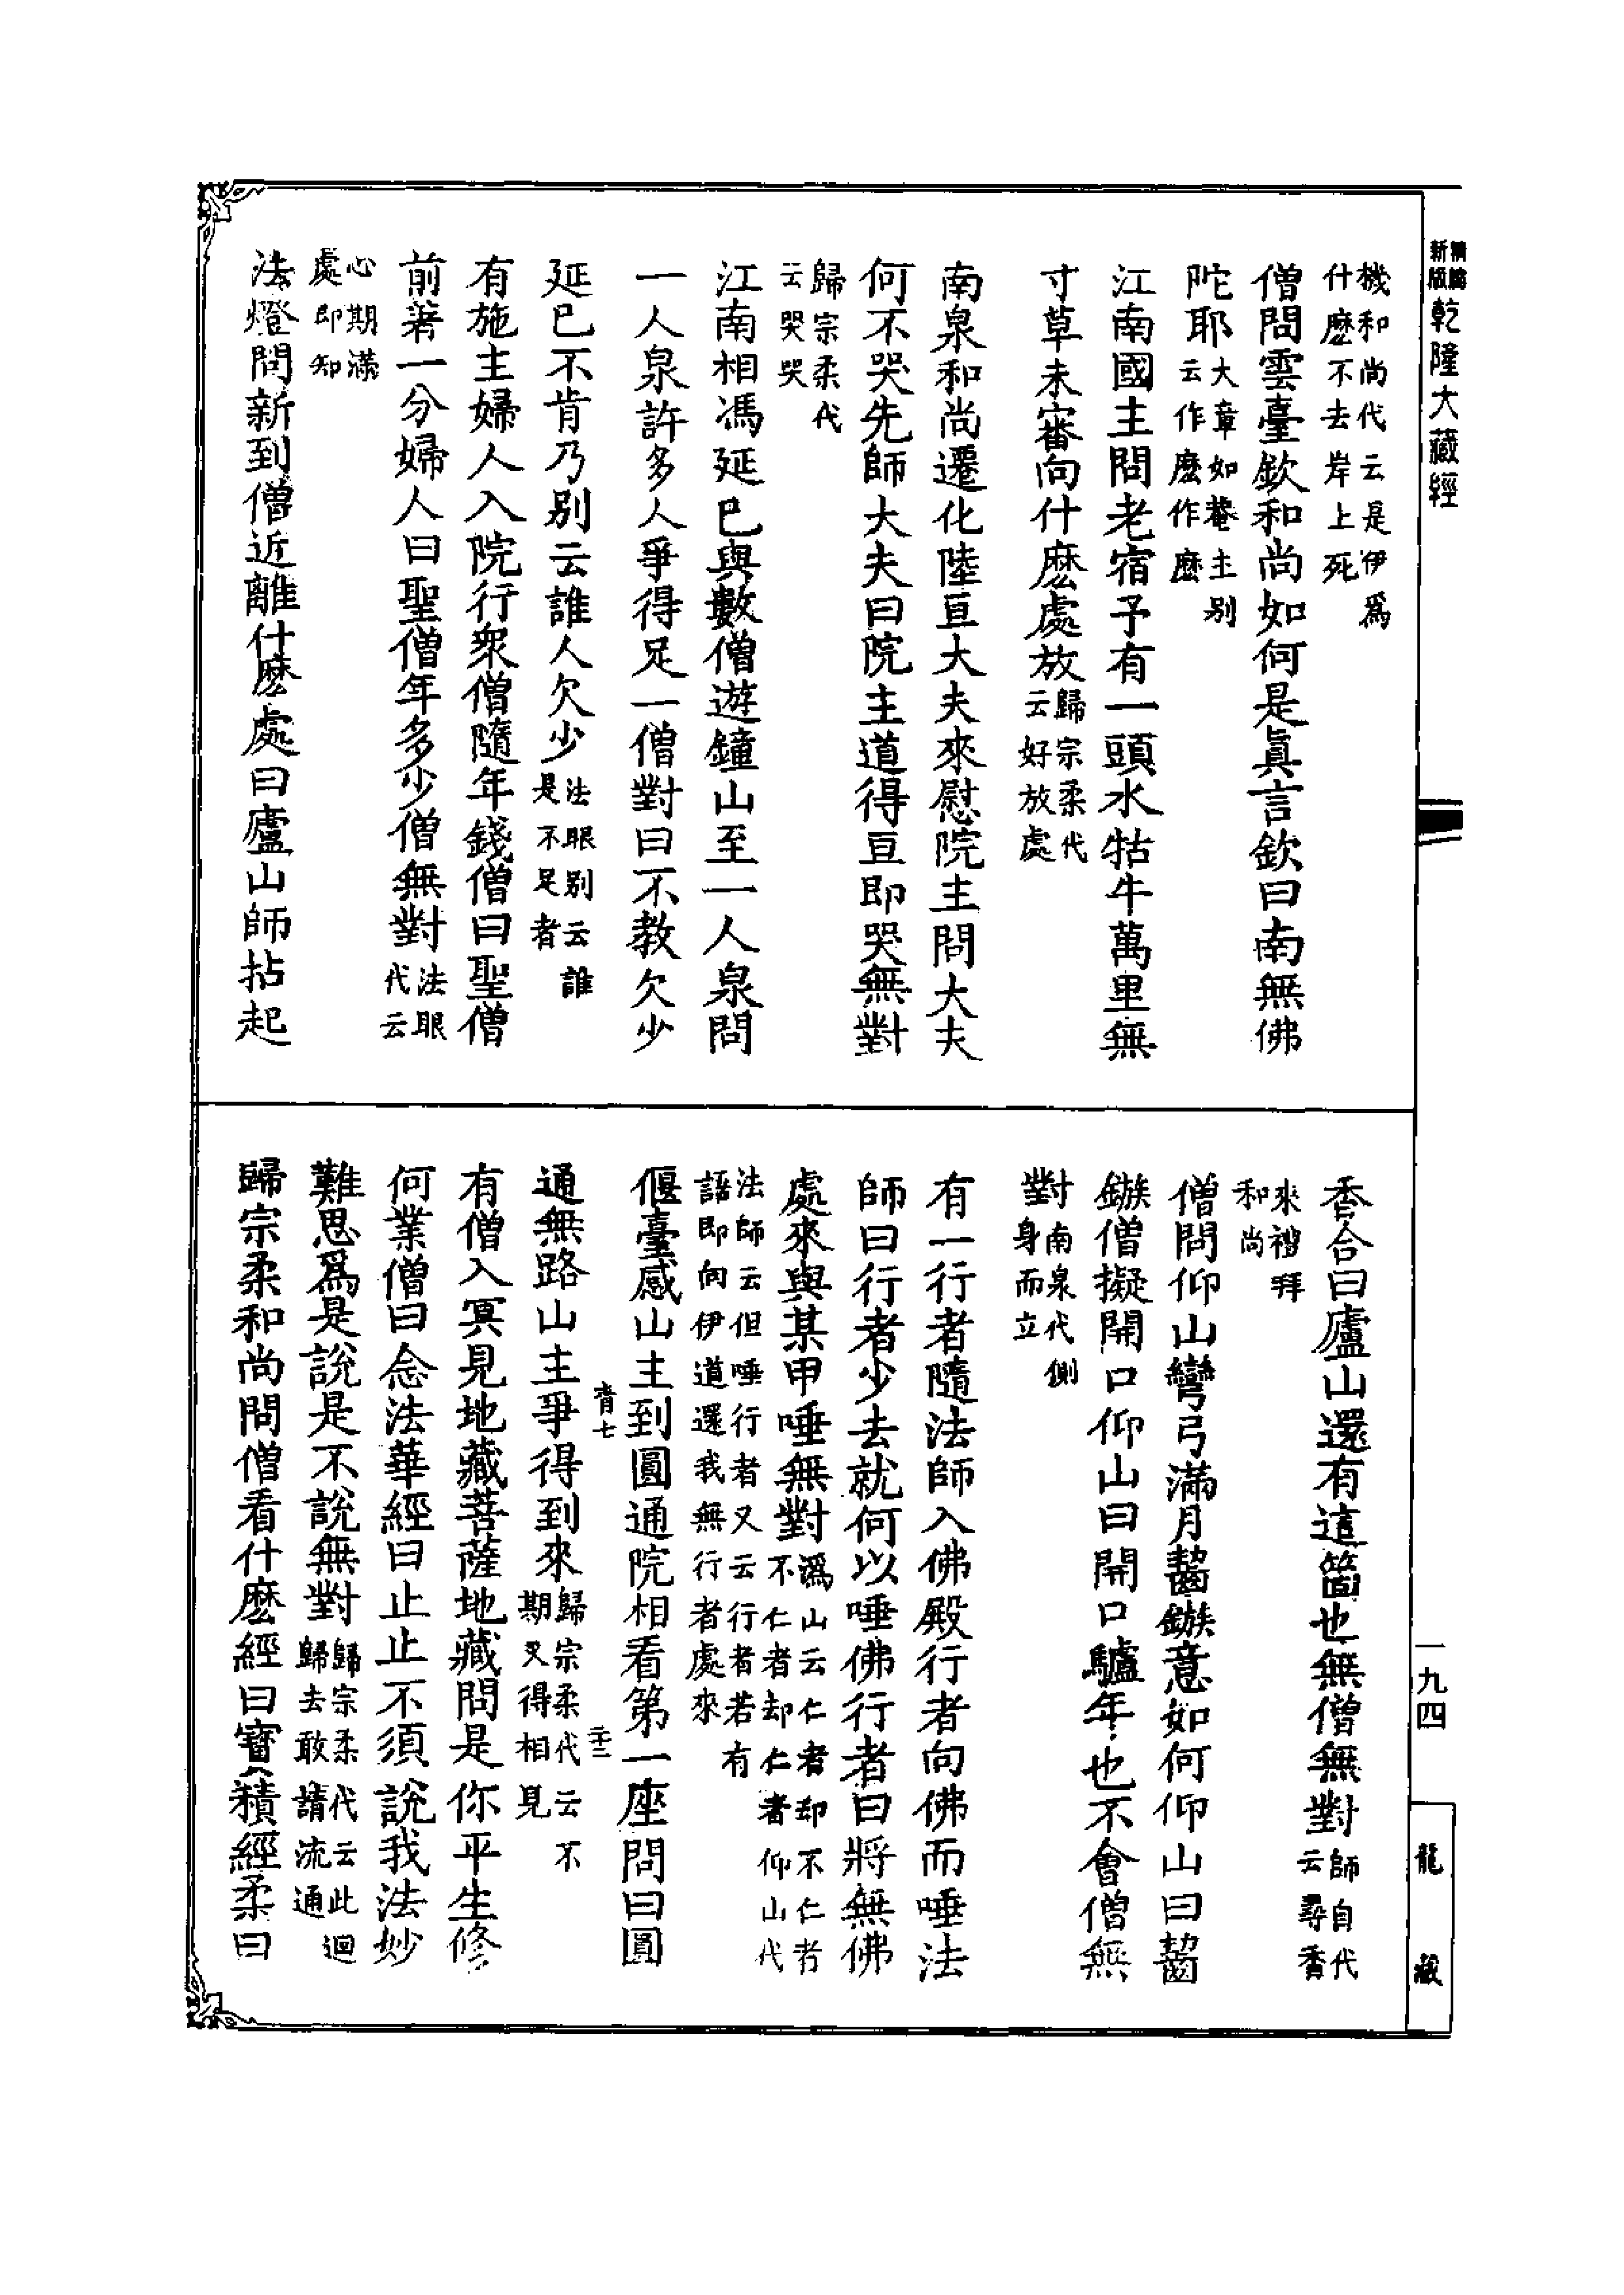 新版精縮乾隆大藏經
機和尚代云是伊爲
什麽不去岸上死
僧問雲臺欽和尚如何是眞言欽曰南無佛
陀耶大章如菴主別云作麽作麽
江南國主問老宿予有一頭水牯牛萬里無
寸草未審向什麽處放歸宗柔代云好放處
南泉和尚遷化陸亘大夫來慰院主問大夫
何不哭先師大夫曰院主道得亘即哭無對
歸宗柔代
云哭哭
江南相馮延巳與數僧遊鐘山至一人泉問
一人泉許多人爭得足一僧對曰不教欠少
延巳不肯乃別云誰人欠少法眼別云誰是不足者
有施主婦人入院行衆僧隨年錢僧曰聖僧
前著一分婦人曰聖僧年多少僧無對法眼代云
心期滿
處即知
法燈問新到僧近離什麽處曰廬山師拈起
香合曰廬山還有這箇也無僧無對師自代云尋香
來禮拜
和尚
僧問仰山彎弓滿月齧鏃意如何仰山曰齧
鏃僧擬開口仰山曰開口驢年也不會僧無
對南泉代側身而立
有一行者隨法師入佛殿行者向佛而唾法
師曰行者少去就何以唾佛行者曰將無佛
處來與某甲唾無對潙山云仁者却不仁者不仁者却仁者仰山代
法師云但唾行者又云行者若有
語即向伊道還我無行者處來
偃臺感山主到圓通院相看第一座問曰圓
通無路山主爭得到來歸宗柔代云不期又得相見
有僧入冥見地藏菩薩地藏問是你平生修
何業僧曰念法華經曰止止不須說我法妙
難思爲是說是不說無對歸宗柔代云此迴歸去敢請流通
歸宗柔和尚問僧看什麽經曰寶積經柔曰
一九四
龍藏